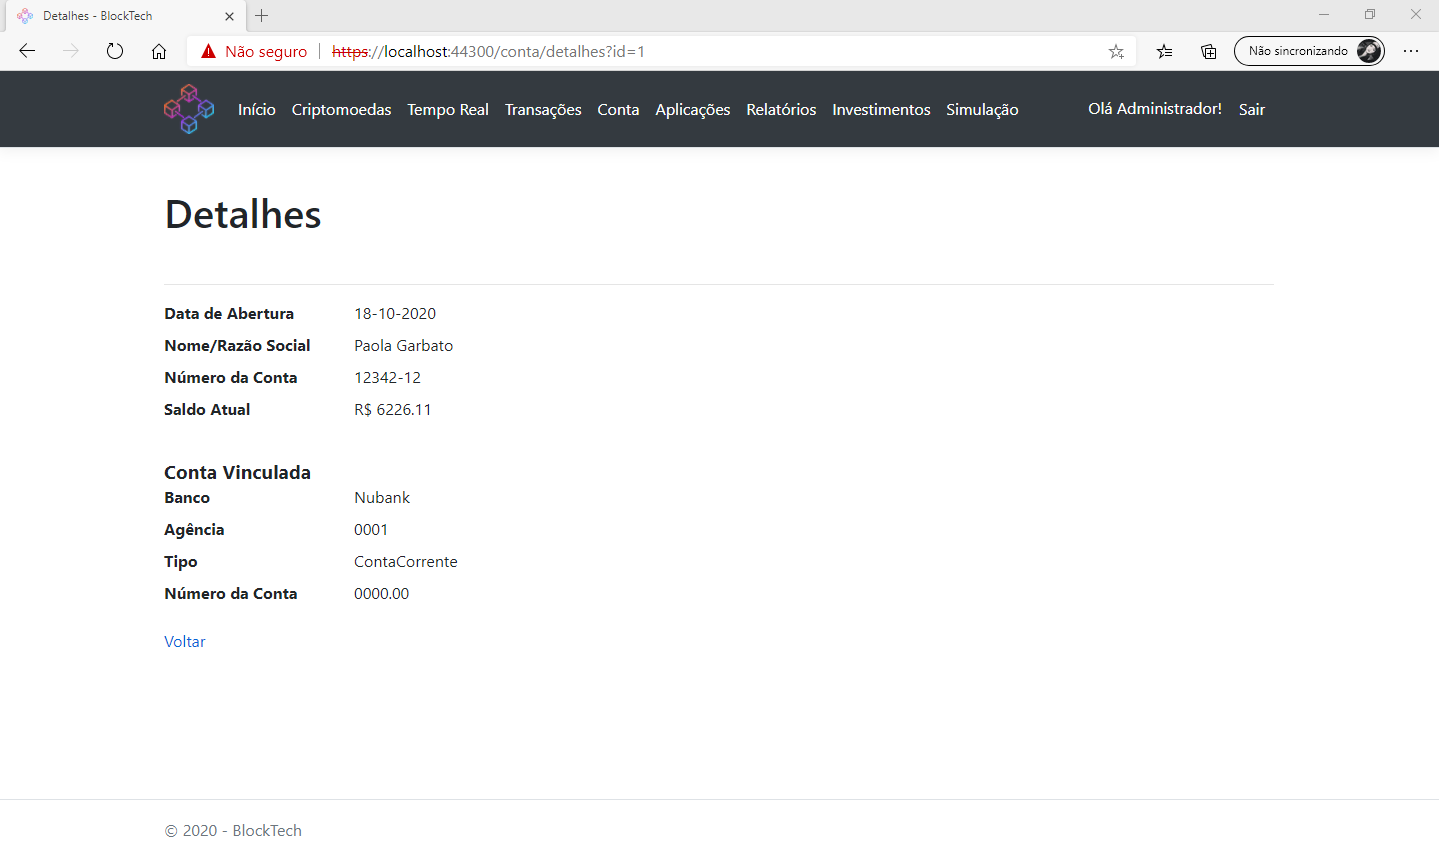 Detalhes - BlockTech
Não seguro
https://localhost:44300/conta/detalhes?id=1
Não sincronizando
Início Criptomoedas Tempo Real Transações Conta Aplicações Relatórios Investimentos Simulação Olá Administrador! Sair
Detalhes
Data de Abertura 18-10-2020
Nome/Razão Social Paola Garbato
Número da Conta 12342-12
Saldo Atual R$ 6226.11
Conta Vinculada
Banco Nubank
Agência 0001
Tipo ContaCorrente
Número da Conta 0000.00
Voltar
© 2020 - BlockTech